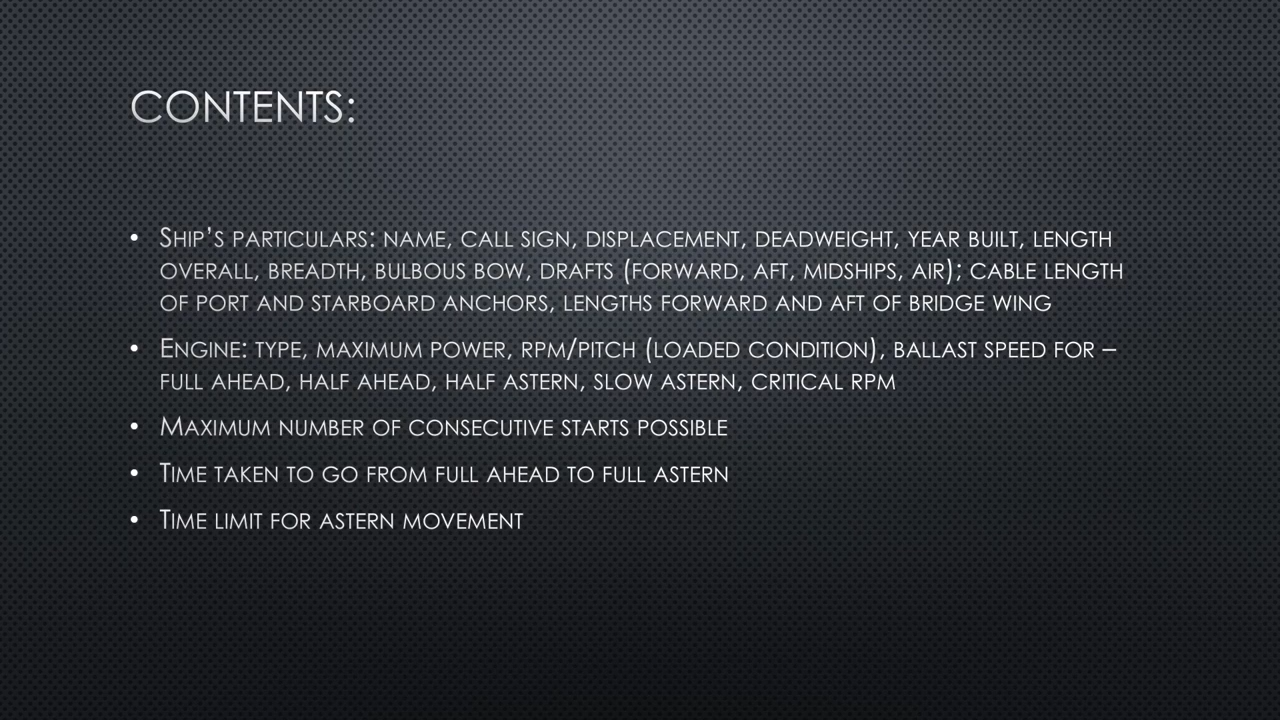 CONTENTS:
• SHIP'S PARTICULARS: NAME, CALL SIGN, DISPLACEMENT, DEADWEIGHT, YEAR BUILT, LENGTH
OVERALL, BREADTH, BULBOUS BOW, DRAFTS (FORWARD, AFT, MIDSHIPS, AIR); CABLE LENGTH
OF PORT AND STARBOARD ANCHORS, LENGTHS FORWARD AND AFT OF BRIDGE WING
• ENGINE: TYPE, MAXIMUM POWER, RPM/PITCH (LOADED CONDITION), BALLAST SPEED FOR –
FULL AHEAD, HALF AHEAD, HALF ASTERN, SLOW ASTERN, CRITICAL RPM
• MAXIMUM NUMBER OF CONSECUTIVE STARTS POSSIBLE
• TIME TAKEN TO GO FROM FULL AHEAD TO FULL ASTERN
• TIME LIMIT FOR ASTERN MOVEMENT